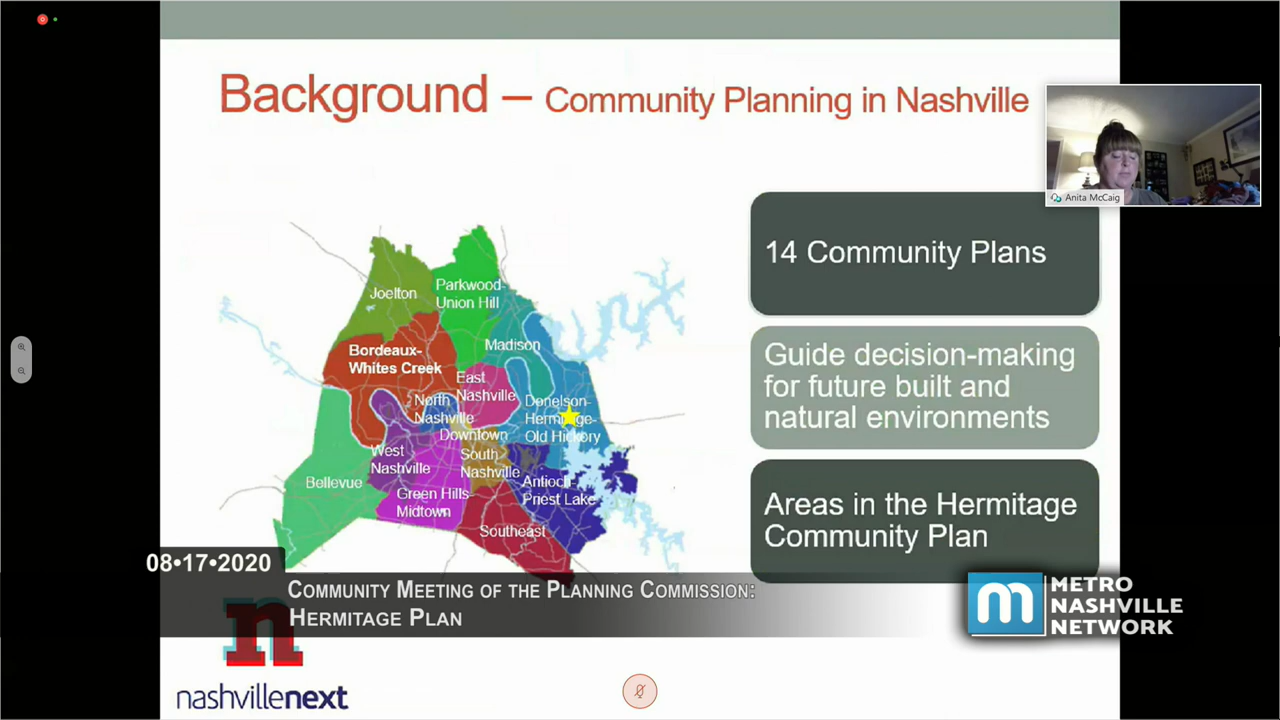 Background – Community Planning in Nashville
Anita McCaig
14 Community Plans
Guide decision-making
for future built and
natural environments
Areas in the Hermitage
Community Plan
Joelton
Parkwood-
Union Hill
Bordeaux-
Whites Creek
Madison
East
Nashville
North
Nashville
Donelson-
Hermitage-
Old Hickory
Downtown
West
Nashville
South
Nashville
Bellevue
Antioch-
Priest Lake
Green Hills-
Midtown
Southeast
08•17•2020
COMMUNITY MEETING OF THE PLANNING COMMISSION:
HERMITAGE PLAN
m METRO
NASHVILLE
NETWORK
n
nashvillenext